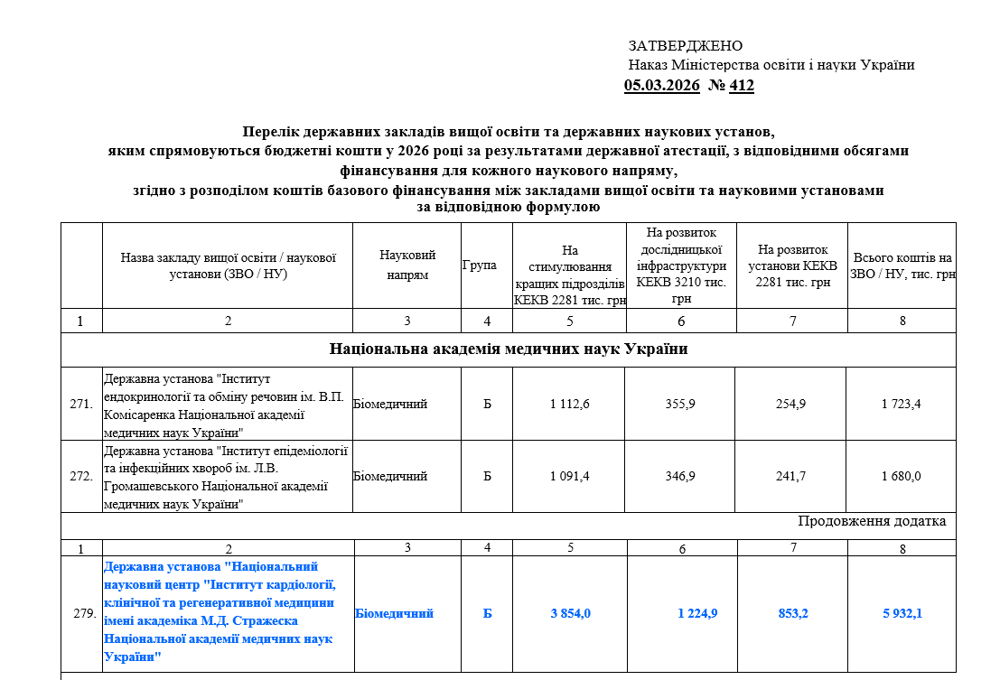 ЗАТВЕРДЖЕНО
Наказ Міністерства освіти і науки України
05.03.2026 № 412
Перелік державних закладів вищої освіти та державних наукових установ,
яким спрямовуються бюджетні кошти у 2026 році за результатами державної атестації, з відповідними обсягами
фінансування для кожного наукового напряму,
згідно з розподілом коштів базового фінансування між закладами вищої освіти та науковими установами
за відповідною формулою
Назва закладу вищої освіти / наукової
установи (ЗВО / НУ)
Науковий
напрям
Група
На
стимулювання
кращих підрозділів
КЕКВ 2281 тис. грн
На розвиток
дослідницької
інфраструктури
КЕКВ 3210 тис.
грн
На розвиток
установи КЕКВ
2281 тис. грн
Всього коштів на
ЗВО / НУ, тис. грн
1 2 3 4 5 6 7 8
Національна академія медичних наук України
271.
Державна установа "Інститут
ендокринології та обміну речовин ім. В.П.
Комісаренка Національної академії
медичних наук України"
Біомедичний Б 1 112,6 355,9 254,9 1 723,4
272.
Державна установа "Інститут епідеміології
та інфекційних хвороб ім. Л.В.
Громашевського Національної академії
медичних наук України"
Біомедичний Б 1 091,4 346,9 241,7 1 680,0
Продовження додатка
1 2 3 4 5 6 7 8
279.
Державна установа "Національний
науковий центр "Інститут кардіології,
клінічної та регенеративної медицини
імені академіка М.Д. Стражеска
Національної академії медичних наук
України"
Біомедичний Б 3 854,0 1 224,9 853,2 5 932,1